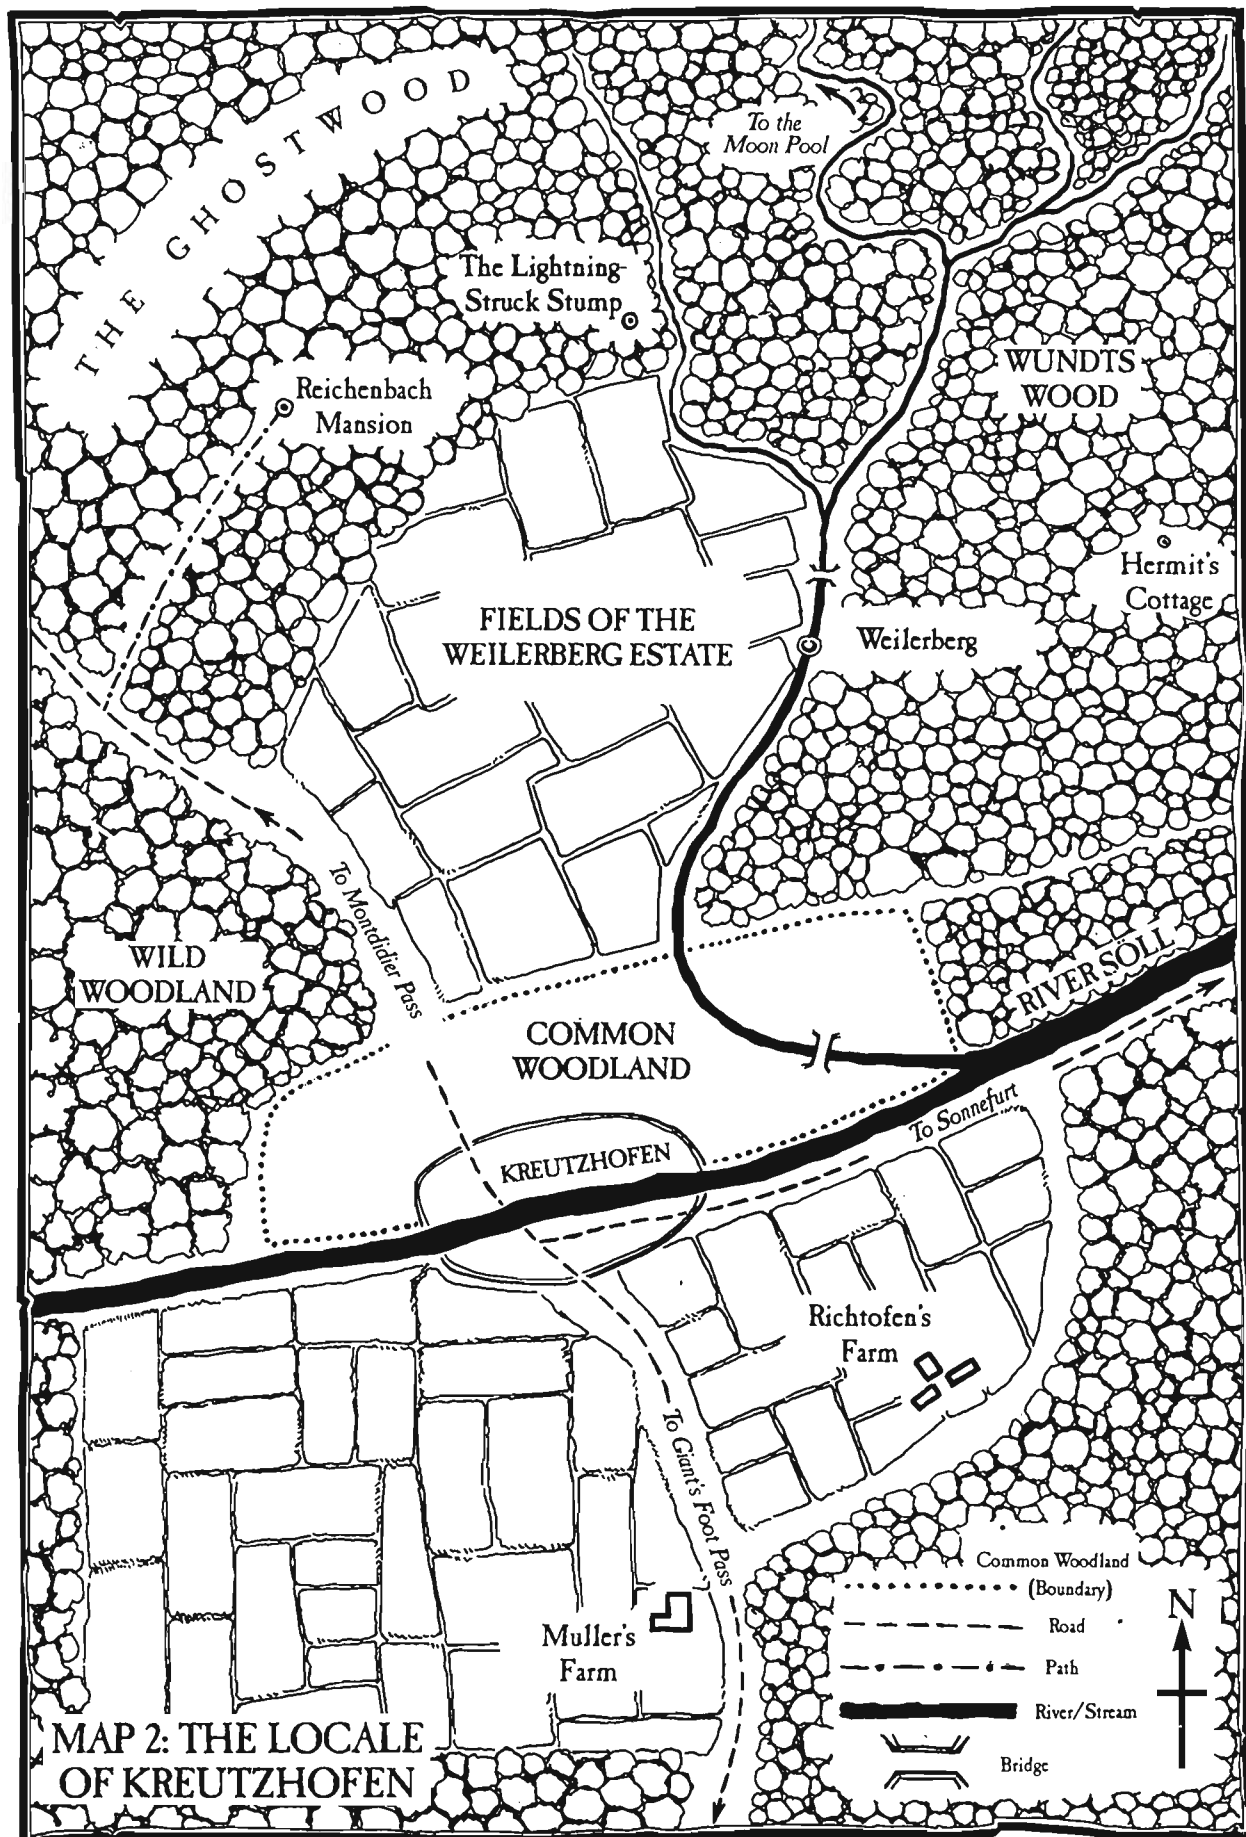 THE GHOSTWOOD
To the
Moon Pool
The Lightning-
Struck Stump
WUNDTS
WOOD
Reichenbach
Mansion
Hermit's
Cottage
FIELDS OF THE
WEILERBERG ESTATE
Weilerberg
To Montdidier Pass
WILD
WOODLAND
RIVER SÖLL
COMMON
WOODLAND
To Sonnefurt
KREUTZHOFEN
Richtofen's
Farm
To Giant's Foot Pass
Muller's
Farm
Common Woodland
(Boundary)
Road
Path
River/Stream
Bridge
N
MAP 2: THE LOCALE
OF KREUTZHOFEN